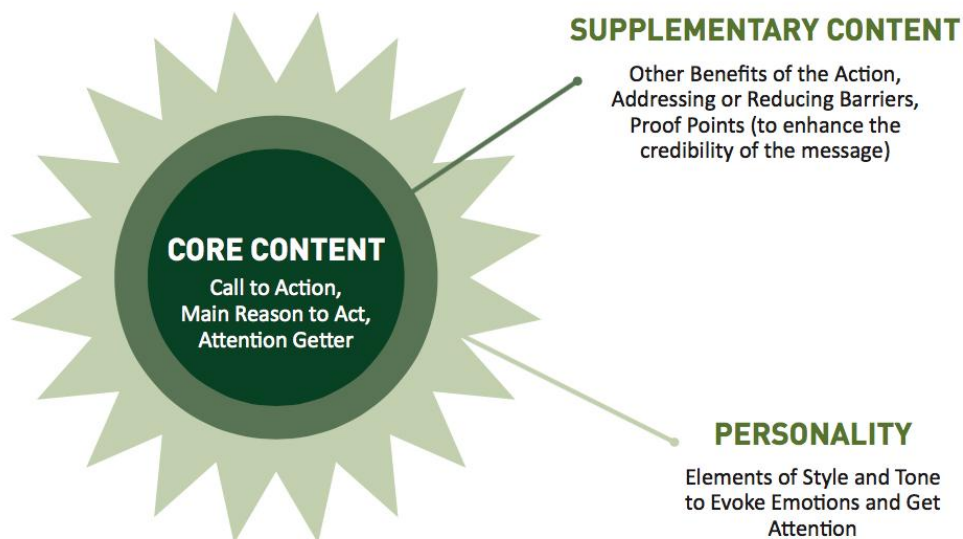 SUPPLEMENTARY CONTENT
Other Benefits of the Action,
Addressing or Reducing Barriers,
Proof Points (to enhance the
credibility of the message)
CORE CONTENT
Call to Action,
Main Reason to Act,
Attention Getter
PERSONALITY
Elements of Style and Tone
to Evoke Emotions and Get
Attention